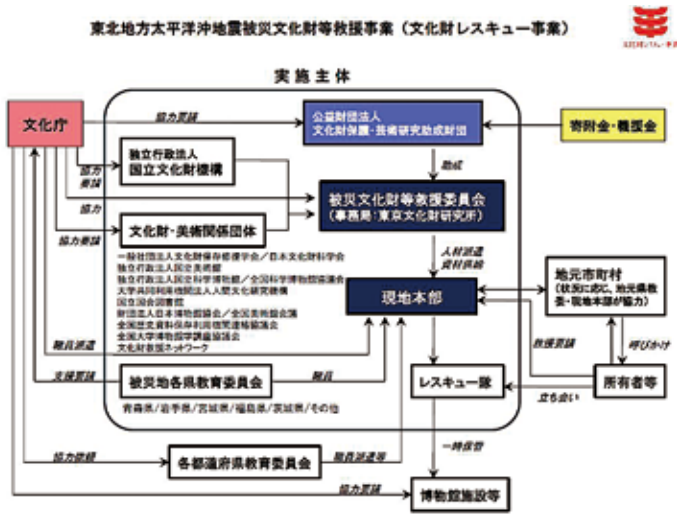 東北地方太平洋沖地震被災文化財等救援事業（文化財レスキュー事業）
実施主体
文化庁
協力要請
公益財団法人
文化財保護・芸術研究助成財団
寄附金・義援金
独立行政法人
国立文化財機構
助成
協力
要請
協力
被災文化財等救援委員会
（事務局：東京文化財研究所）
文化財・美術関係団体
協力要請
人材派遣
資材供給
一般社団法人文化財保存修復学会／日本文化財科学会
独立行政法人国立美術館
独立行政法人国立科学博物館／全国科学博物館協議会
大学共同利用機関法人人間文化研究機構
国立国会図書館
財団法人日本博物館協会／全国美術館会議
全国歴史資料保存利用機関連絡協議会
全国大学博物館学講座協議会
文化財救援ネットワーク
現地本部
地元市町村
（状況に応じ、地元県教
委・現地本部が協力）
職員派遣
救援要請
呼びかけ
支援要請
被災地各県教育委員会
職員
レスキュー隊
所有者等
立ち会い
青森県/岩手県/宮城県/福島県/茨城県/その他
一時保管
協力依頼
各都道府県教育委員会
職員派遣等
協力要請
博物館施設等